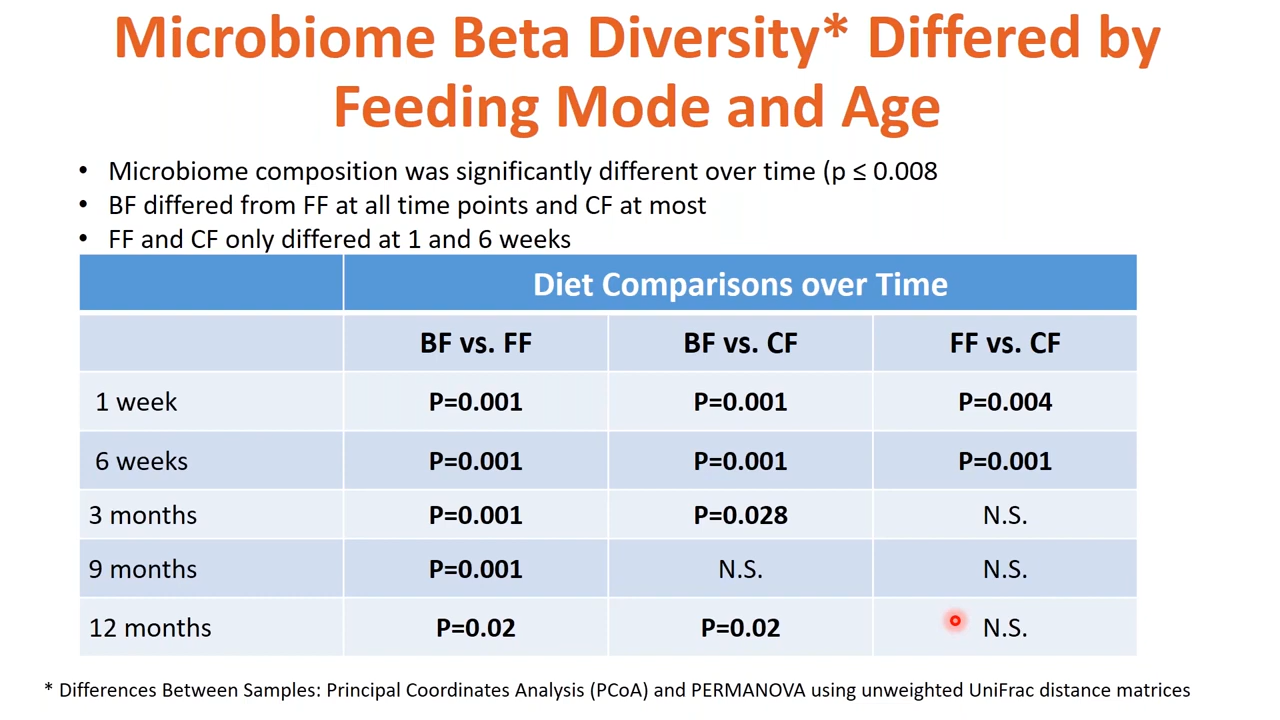 Microbiome Beta Diversity* Differed by
Feeding Mode and Age
• Microbiome composition was significantly different over time (p ≤ 0.008
• BF differed from FF at all time points and CF at most
• FF and CF only differed at 1 and 6 weeks
Diet Comparisons over Time
BF vs. FF BF vs. CF FF vs. CF
1 week P=0.001 P=0.001 P=0.004
6 weeks P=0.001 P=0.001 P=0.001
3 months P=0.001 P=0.028 N.S.
9 months P=0.001 N.S. N.S.
12 months P=0.02 P=0.02 N.S.
* Differences Between Samples: Principal Coordinates Analysis (PCoA) and PERMANOVA using unweighted UniFrac distance matrices